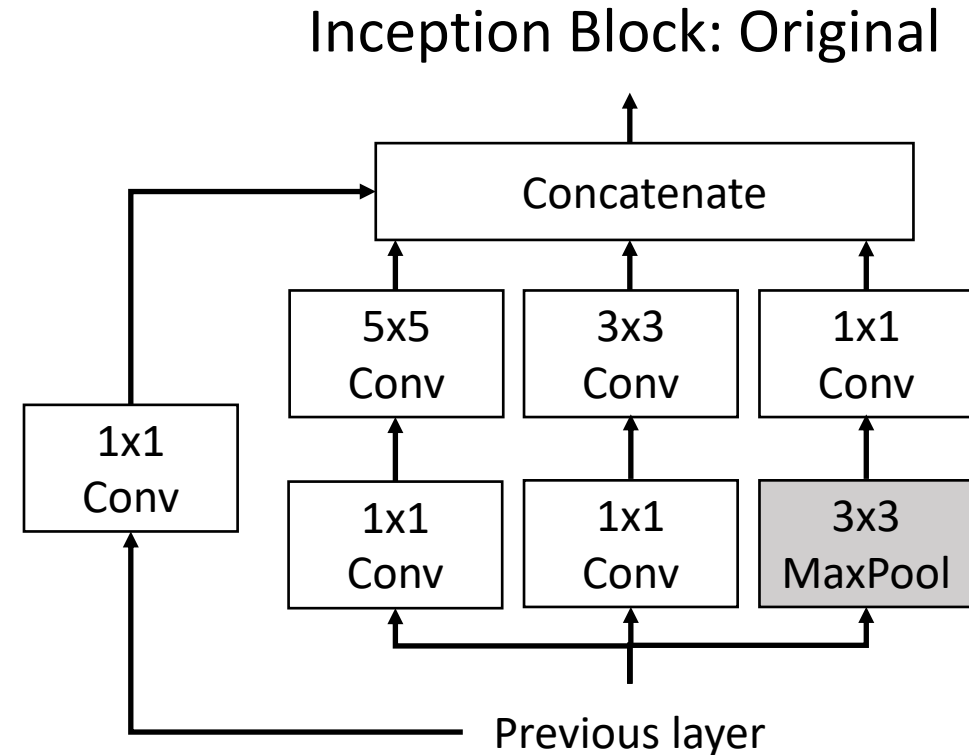 Inception Block: Original
Concatenate
5x5
Conv
3x3
Conv
1x1
Conv
1x1
Conv
1x1
Conv
1x1
Conv
3x3
MaxPool
Previous layer